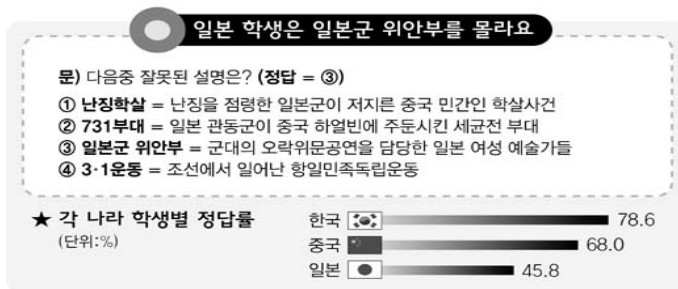 일본 학생은 일본군 위안부를 몰라요
문) 다음중 잘못된 설명은? (정답 = ③)
① 난징학살 = 난징을 점령한 일본군이 저지른 중국 민간인 학살사건
② 731부대 = 일본 관동군이 중국 하얼빈에 주둔시킨 세균전 부대
③ 일본군 위안부 = 군대의 오락위문공연을 담당한 일본 여성 예술가들
④ 3·1운동 = 조선에서 일어난 항일민족독립운동
★ 각 나라 학생별 정답률
(단위:%)
한국 78.6
중국 68.0
일본 45.8